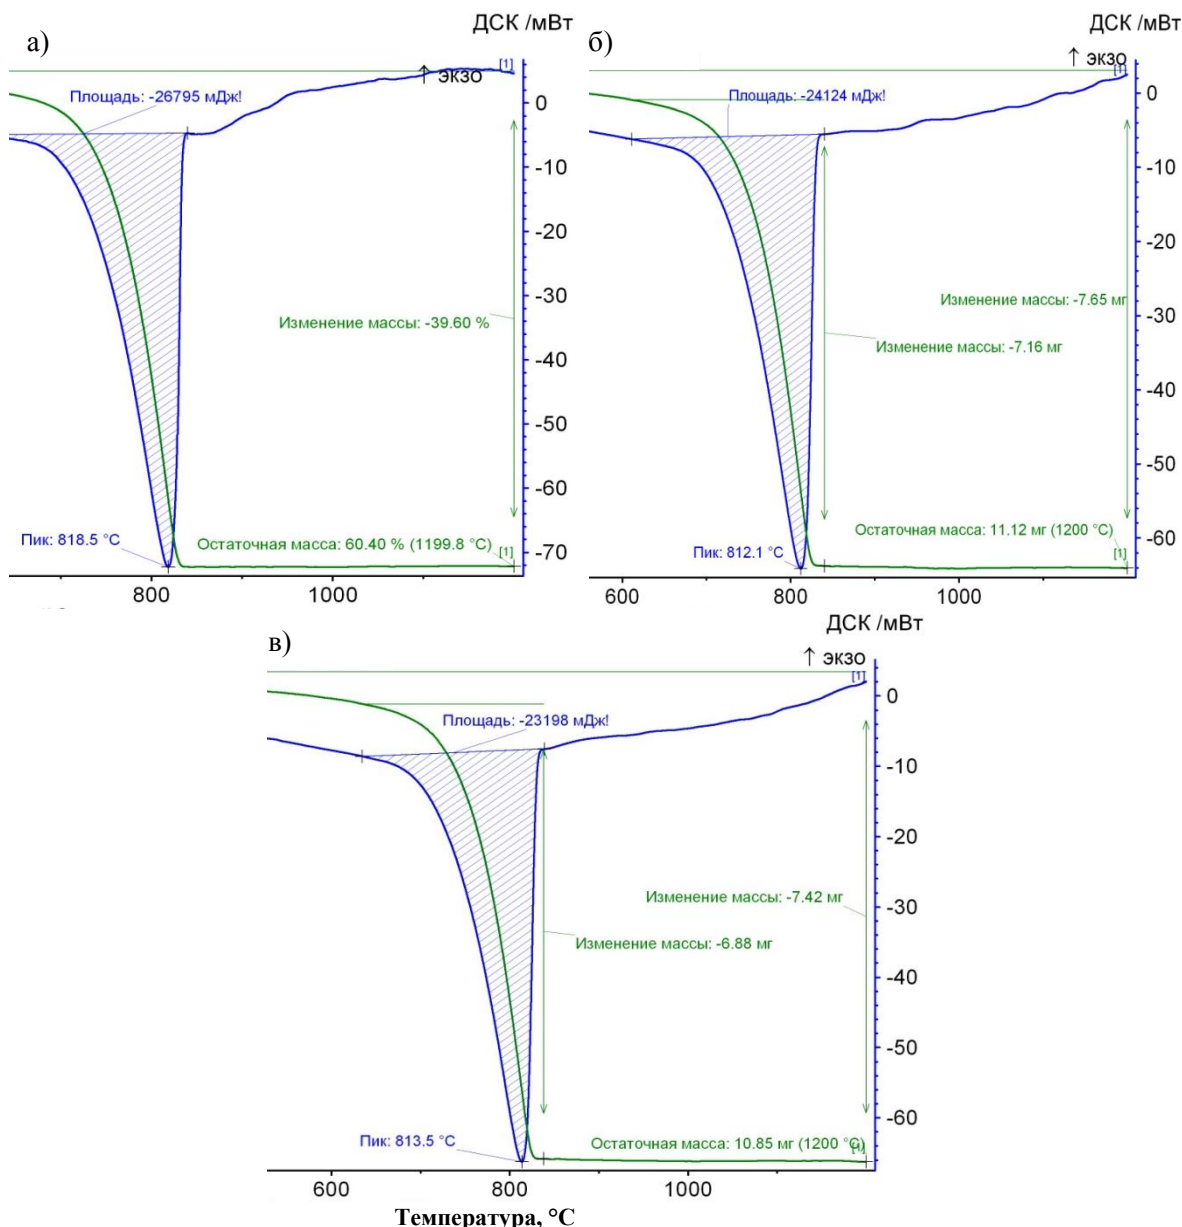 а)
ДСК /мВт
[1]
↑ экзо
Площадь: -26795 мДж!
0
-10
-20
-30
Изменение массы: -39.60 %
-40
-50
-60
Пик: 818.5 °C
Остаточная масса: 60.40 % (1199.8 °C)
[1]
-70
800
1000
б)
ДСК /мВт
↑ экзо
[1]
Площадь: -24124 мДж!
0
-10
-20
-30
Изменение массы: -7.65 мг
Изменение массы: -7.16 мг
-40
-50
Остаточная масса: 11.12 мг (1200 °C)
Пик: 812.1 °C
[1]
-60
600
800
1000
в)
ДСК /мВт
↑ экзо
[1]
Площадь: -23198 мДж!
0
-10
-20
Изменение массы: -7.42 мг
-30
Изменение массы: -6.88 мг
-40
-50
-60
Пик: 813.5 °C
Остаточная масса: 10.85 мг (1200 °C)
[1]
600
800
1000
Температура, °C